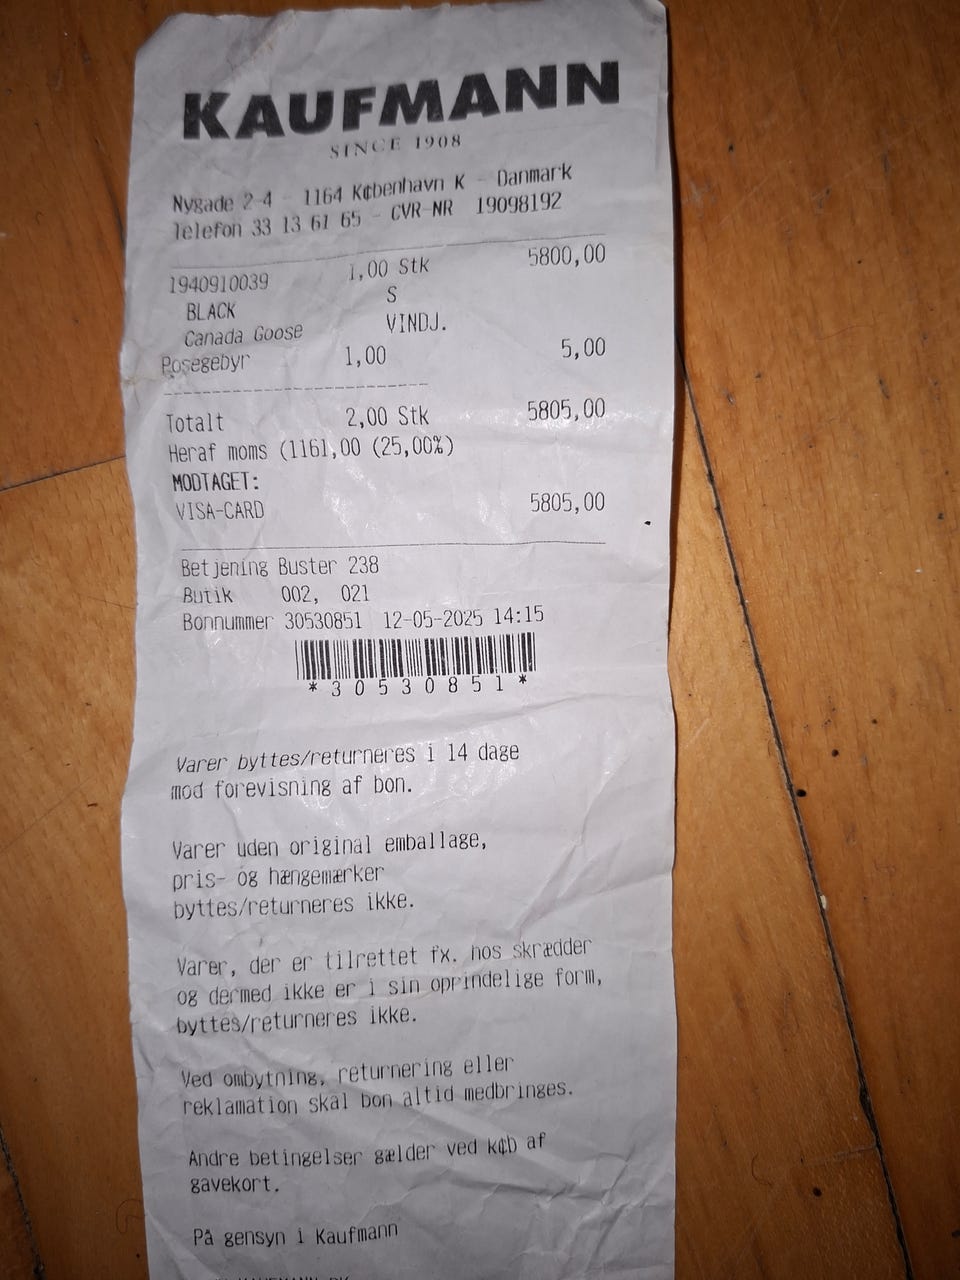 KAUFMANN
SINCE 1908
Nygade 2-4 - 1164 K¢benhavn K - Danmark
Telefon 33 13 61 65 - CVR-NR 19098192
1940910039 1,00 Stk 5800,00
BLACK S
Canada Goose VINDJ.
Posegebyr 1,00 5,00
Totalt 2,00 Stk 5805,00
Heraf moms (1161,00 (25,00%)
MODTAGET:
VISA-CARD 5805,00
Betjening Buster 238
Butik 002, 021
Bonnummer 30530851 12-05-2025 14:15
*30530851*
Varer byttes/returneres i 14 dage
mod forevisning af bon.
Varer uden original emballage,
pris- og hængemærker
byttes/returneres ikke.
Varer, der er tilrettet fx. hos skrædder
og dermed ikke er i sin oprindelige form,
byttes/returneres ikke.
Ved ombytning, returnering eller
reklamation skal bon altid medbringes.
Andre betingelser gælder ved k¢b af
gavekort.
På gensyn i Kaufmann